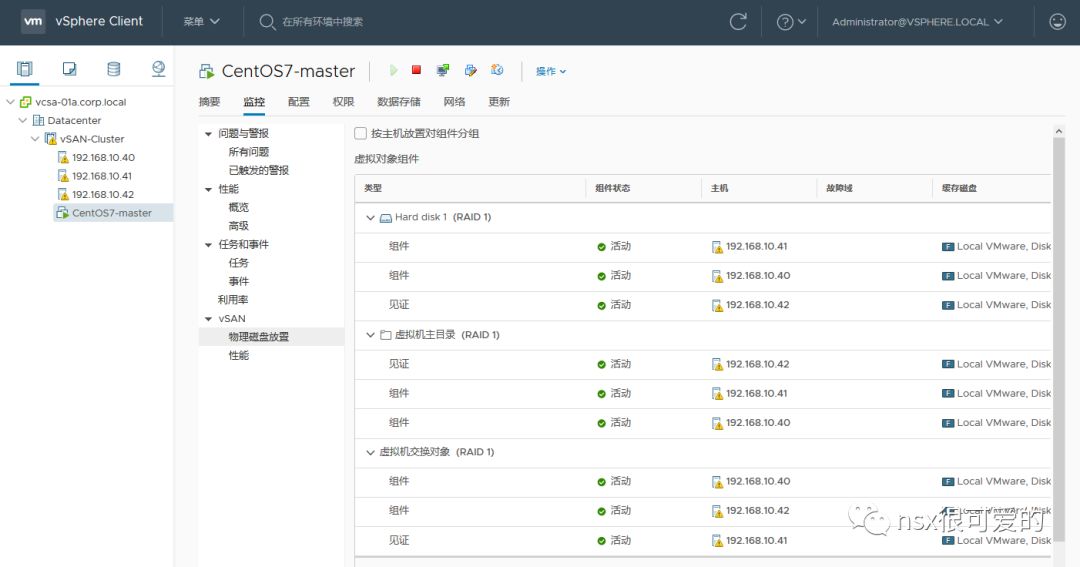 vm vSphere Client 菜单 在所有环境中搜索 Administrator@VSPHERE.LOCAL
CentOS7-master 操作
摘要 监控 配置 权限 数据存储 网络 更新
vcsa-01a.corp.local
Datacenter
vSAN-Cluster
192.168.10.40
192.168.10.41
192.168.10.42
CentOS7-master
问题与警报
所有问题
已触发的警报
性能
概览
高级
任务和事件
任务
事件
利用率
vSAN
物理磁盘放置
性能
按主机放置对组件分组
虚拟对象组件
类型 组件状态 主机 故障域 缓存磁盘
Hard disk 1 (RAID 1)
组件 活动 192.168.10.41 F Local VMware, Disk
组件 活动 192.168.10.40 F Local VMware, Disk
见证 活动 192.168.10.42 F Local VMware, Disk
虚拟机主目录 (RAID 1)
见证 活动 192.168.10.42 F Local VMware, Disk
组件 活动 192.168.10.41 F Local VMware, Disk
组件 活动 192.168.10.40 F Local VMware, Disk
虚拟机交换对象 (RAID 1)
组件 活动 192.168.10.40 F Local VMware, Disk
组件 活动 192.168.10.42 Local VMware, Disk
见证 活动 192.168.10.41 F Local VMware, Disk
nsx很可爱的